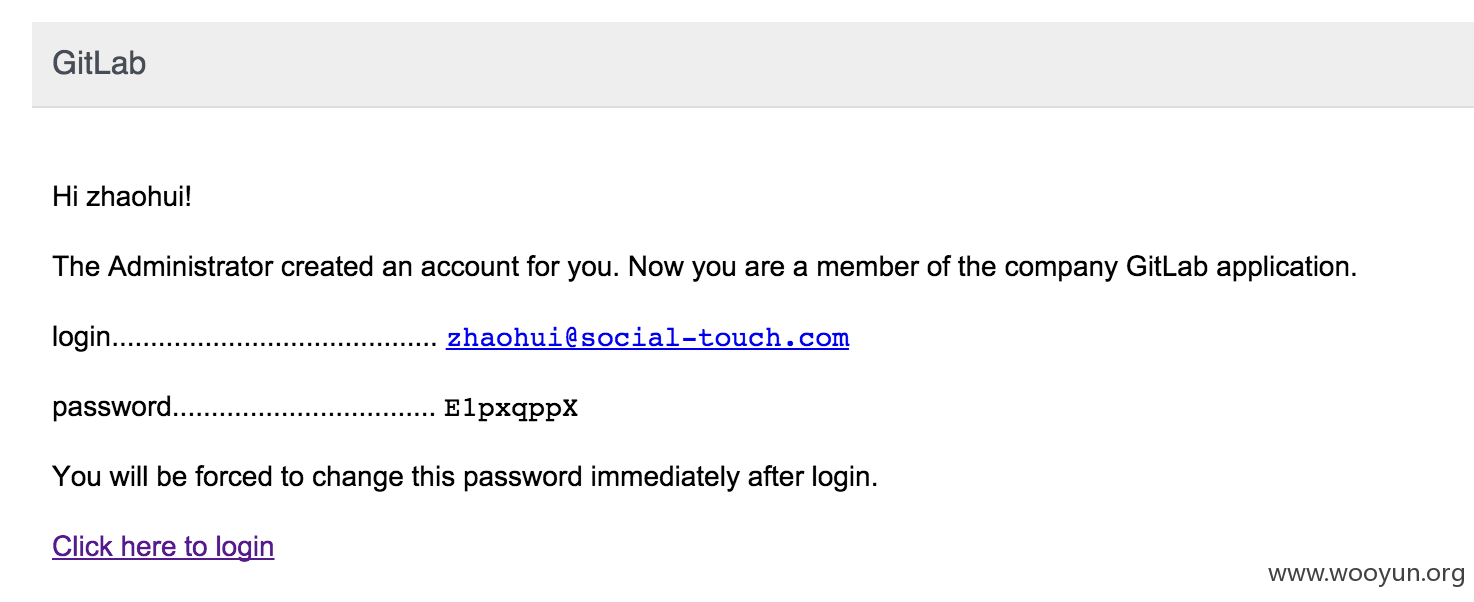 GitLab
Hi zhaohui!
The Administrator created an account for you. Now you are a member of the company GitLab application.
login.......................................... zhaohui@social-touch.com
password.................................. E1pxqppX
You will be forced to change this password immediately after login.
Click here to login
www.wooyun.org